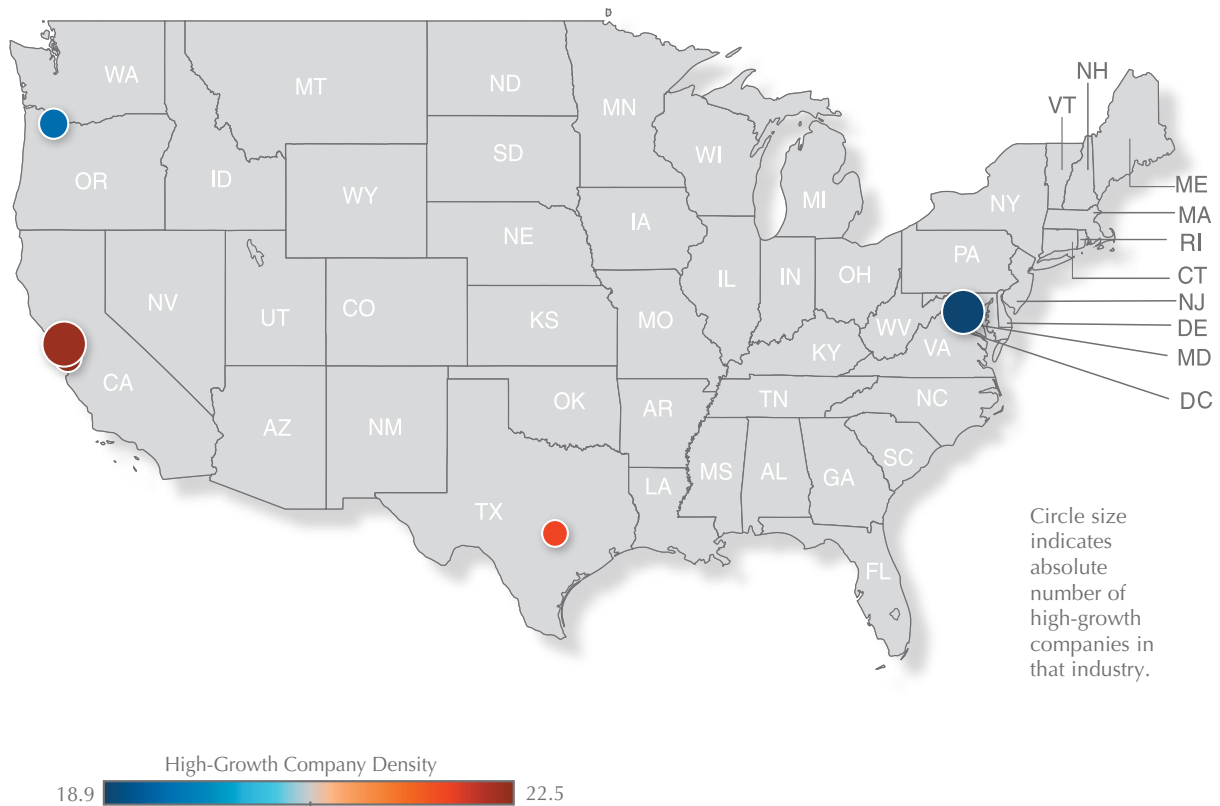 NH
WA
MT
ND
VT
MN
OR
ID
SD
WI
ME
WY
MI
NY
MA
IA
NE
RI
PA
NV
IL
IN
OH
CT
UT
CO
NJ
KS
MO
WV
DE
KY
VA
MD
CA
TN
NC
DC
OK
AR
AZ
NM
SC
MS
AL
GA
LA
TX
FL
Circle size
indicates
absolute
number of
high-growth
companies in
that industry.
High-Growth Company Density
18.9
22.5